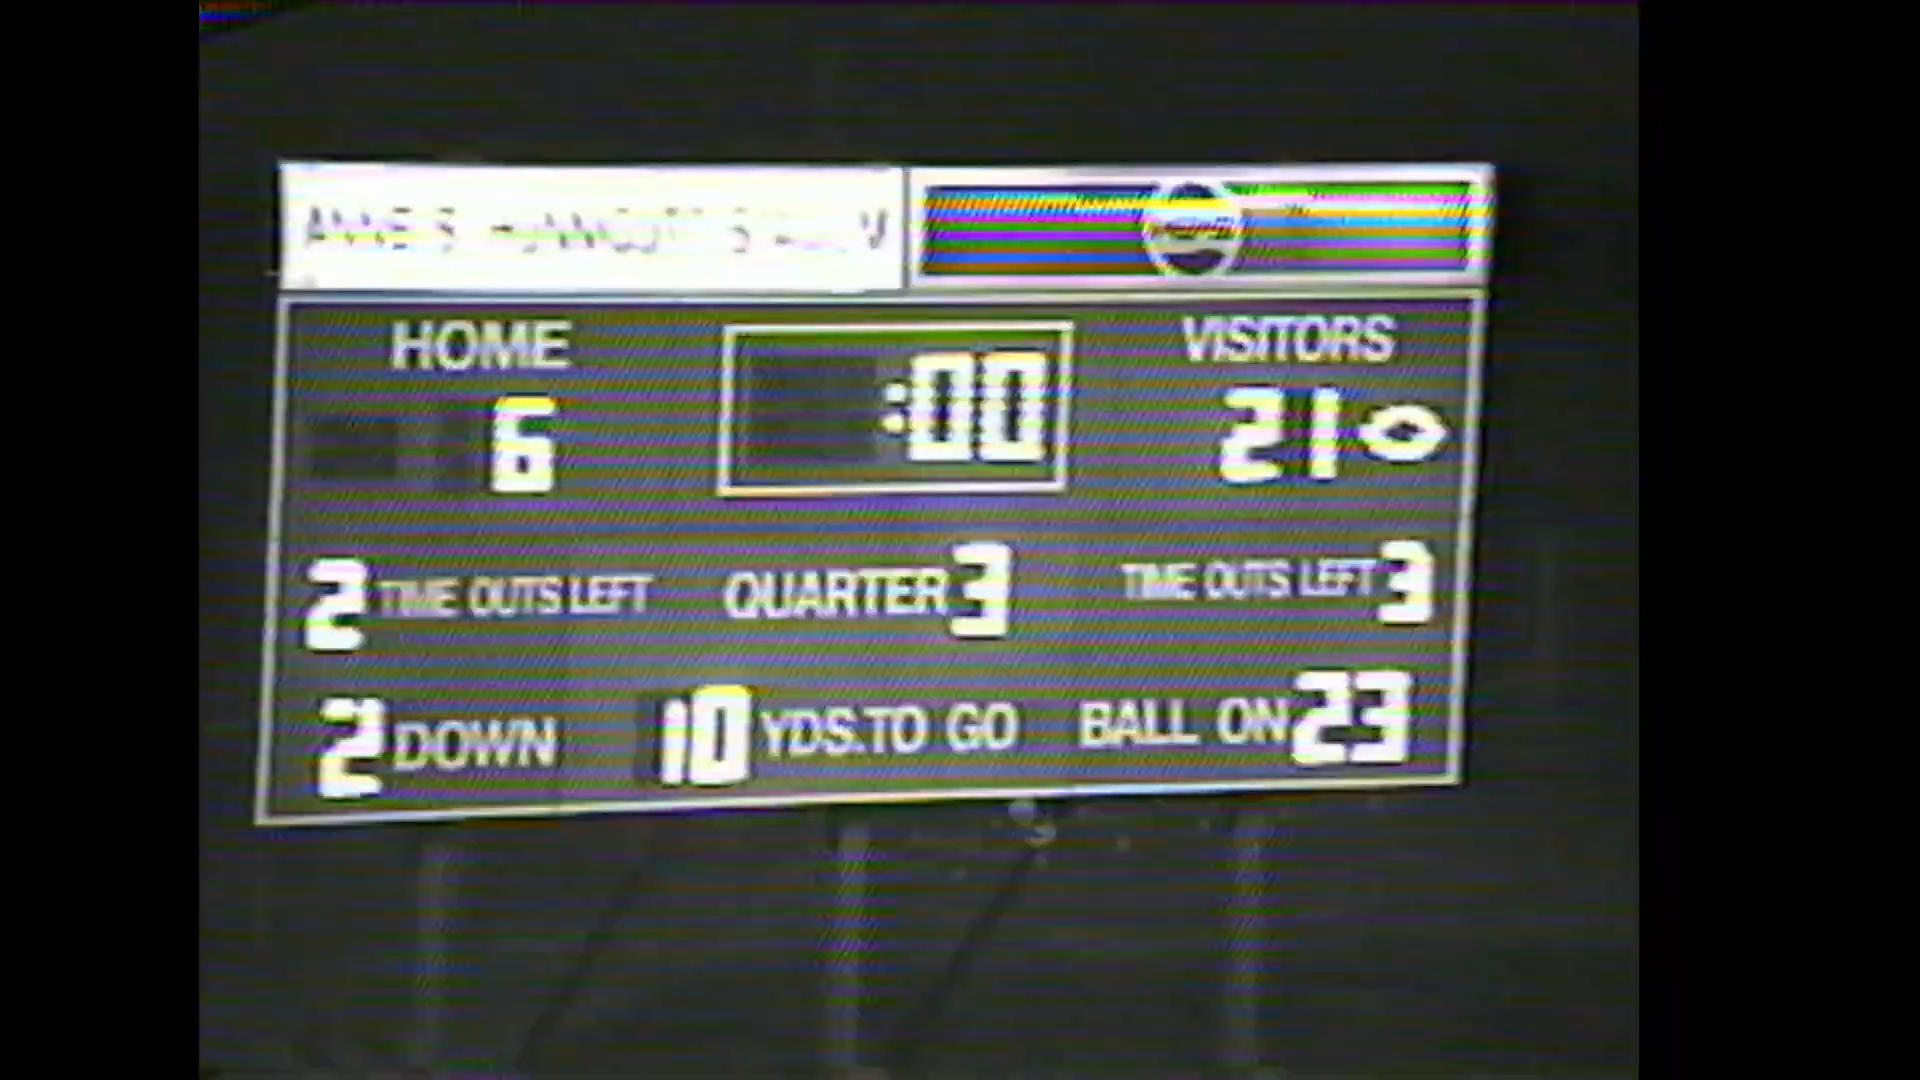 HOME :00 VISITORS
6 21
2 TIME OUTS LEFT QUARTER 3 TIME OUTS LEFT 3
2 DOWN 10 YDS.TO GO BALL ON 23